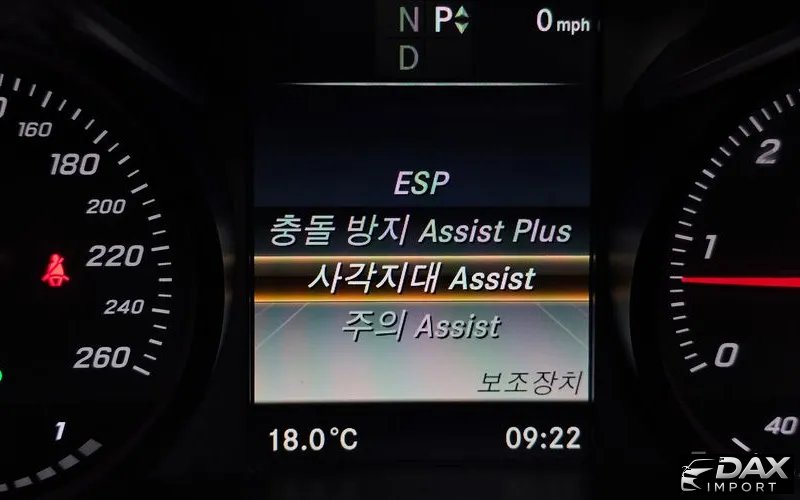 N P 0 mph
D
160
180
200
220
240
260
1
ESP
충돌 방지 Assist Plus
사각지대 Assist
주의 Assist
보조장치
18.0°C 09:22
2
1
0
40
DAX
IMPORT